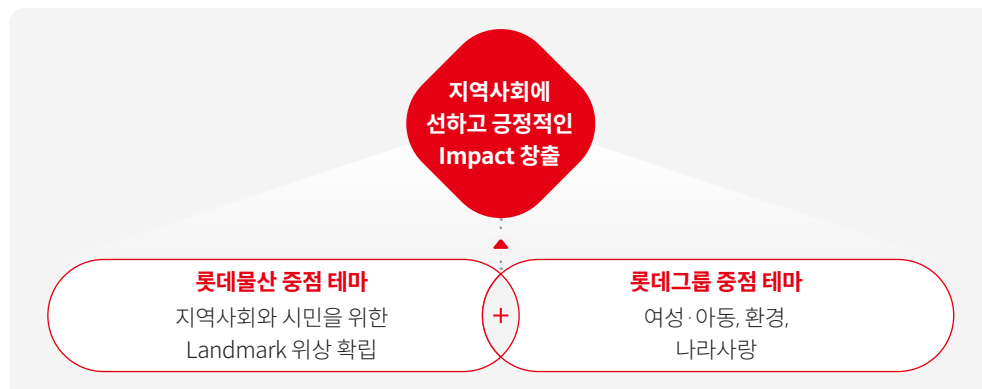 지역사회에
선하고 긍정적인
Impact 창출
롯데물산 중점 테마
지역사회와 시민을 위한
Landmark 위상 확립
+
롯데그룹 중점 테마
여성·아동, 환경,
나라사랑